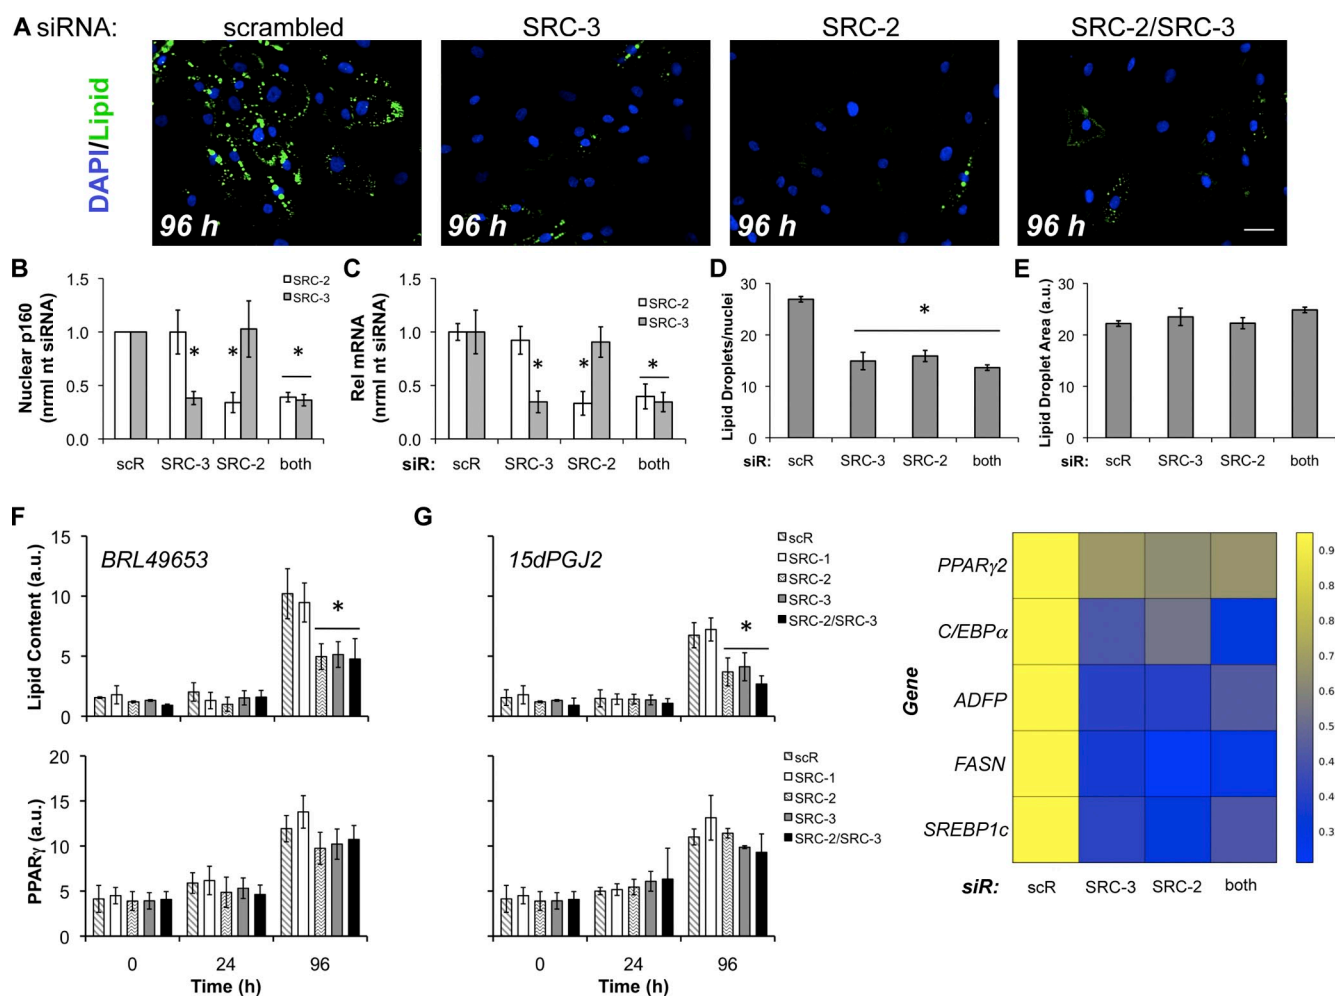 A siRNA: scrambled SRC-3 SRC-2 SRC-2/SRC-3
DAPI/Lipid
96 h 96 h 96 h 96 h
B
Nuclear p160
(nrml nt siRNA)
1.5
1.0
0.5
0.0
SRC-2
SRC-3
* * *
scR SRC-3 SRC-2 both
C
Rel mRNA
(nrml nt siRNA)
1.5
1.0
0.5
0.0
SRC-2
SRC-3
* * *
siR: scR SRC-3 SRC-2 both
D
Lipid Droplets/nuclei
30
20
10
0
*
siR: scR SRC-3 SRC-2 both
E
Lipid Droplet Area (a.u.)
30
20
10
0
siR: scR SRC-3 SRC-2 both
F
BRL49653
Lipid Content (a.u.)
15
10
5
0
*
PPARγ (a.u.)
20
15
10
5
0
0 24 96
Time (h)
G
15dPGJ2
*
scR
SRC-1
SRC-2
SRC-3
SRC-2/SRC-3
scR
SRC-1
SRC-2
SRC-3
SRC-2/SRC-3
0 24 96
Time (h)
Gene
PPARγ2
C/EBPα
ADFP
FASN
SREBP1c
siR: scR SRC-3 SRC-2 both
0.9
0.8
0.7
0.6
0.5
0.4
0.4
0.3